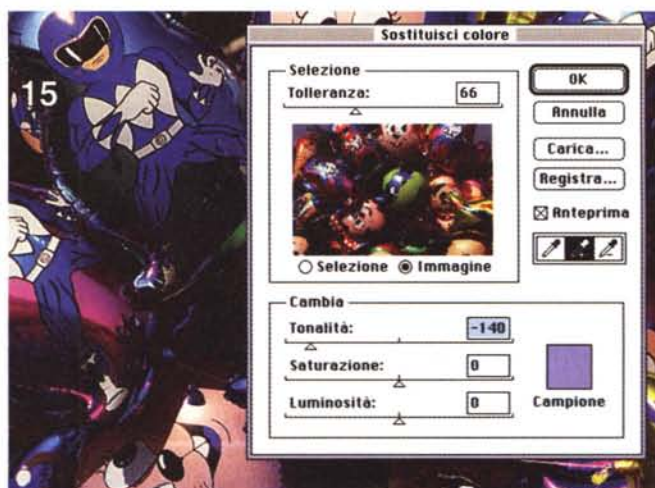 15
Sostituisci colore
Selezione
Tolleranza: 66
Selezione Immagine
OK
Annulla
Carica...
Registra...
Anteprima
Cambia
Tonalità: -140
Saturazione: 0
Luminosità: 0
Campione